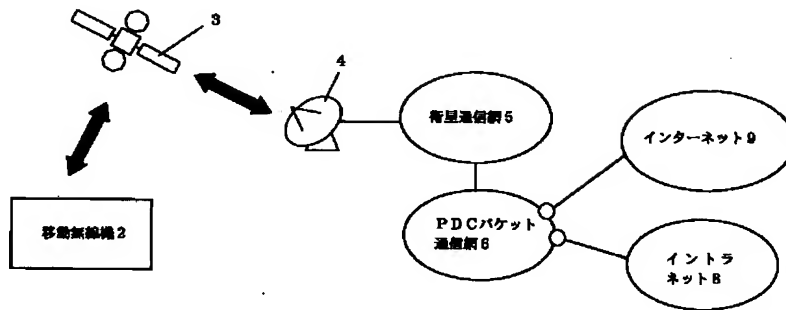 3
4
衛星通信網5
インターネット9
移動無線機2
PDCパケット
通信網6
イントラ
ネット8